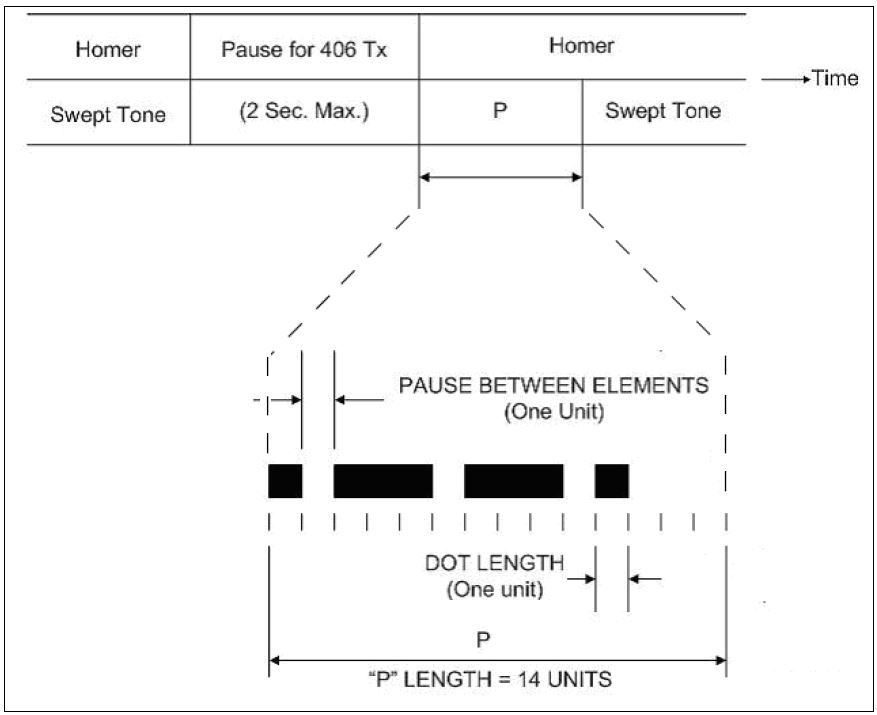 Homer
Pause for 406 Tx
Homer
Time
Swept Tone
(2 Sec. Max.)
P
Swept Tone
PAUSE BETWEEN ELEMENTS
(One Unit)
DOT LENGTH
(One unit)
P
“P” LENGTH = 14 UNITS